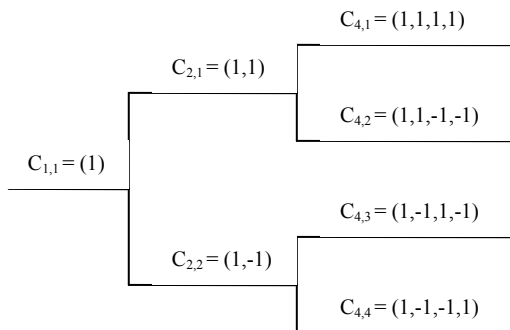 C4,1 = (1,1,1,1)
C2,1 = (1,1)
C4,2 = (1,1,-1,-1)
C1,1 = (1)
C4,3 = (1,-1,1,-1)
C2,2 = (1,-1)
C4,4 = (1,-1,-1,1)